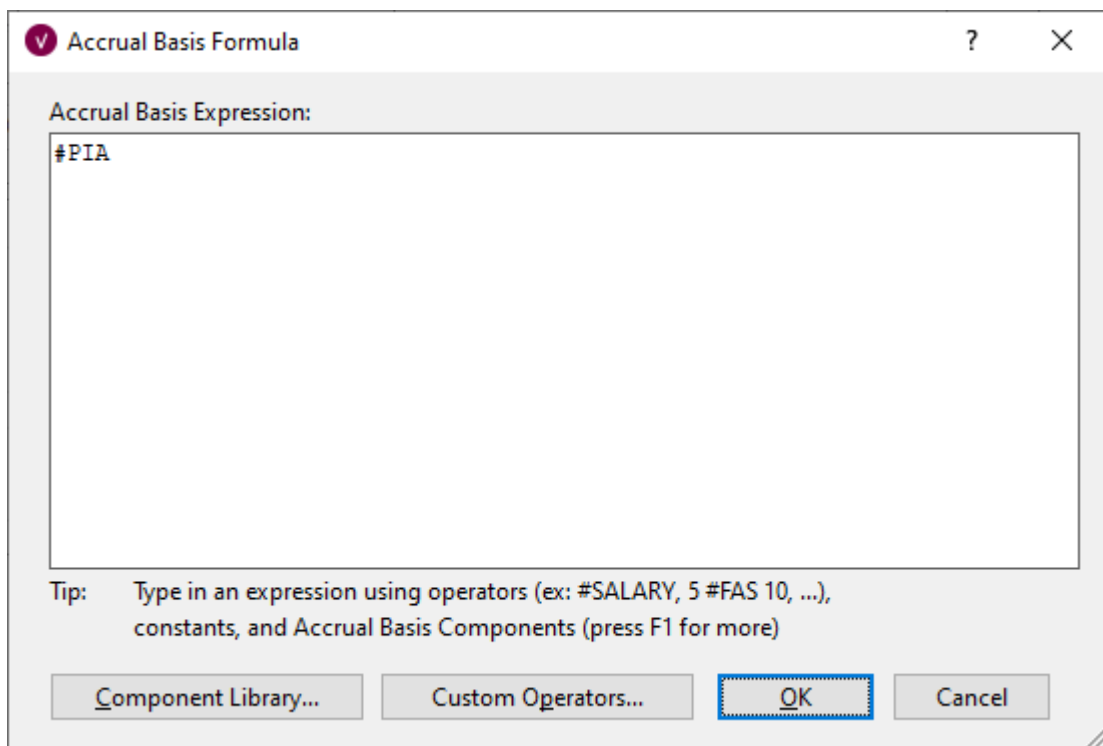 V Accrual Basis Formula ?
Accrual Basis Expression:
#PIA
Tip: Type in an expression using operators (ex: #SALARY, 5 #FAS 10, ...),
constants, and Accrual Basis Components (press F1 for more)
Component Library... Custom Operators... OK Cancel